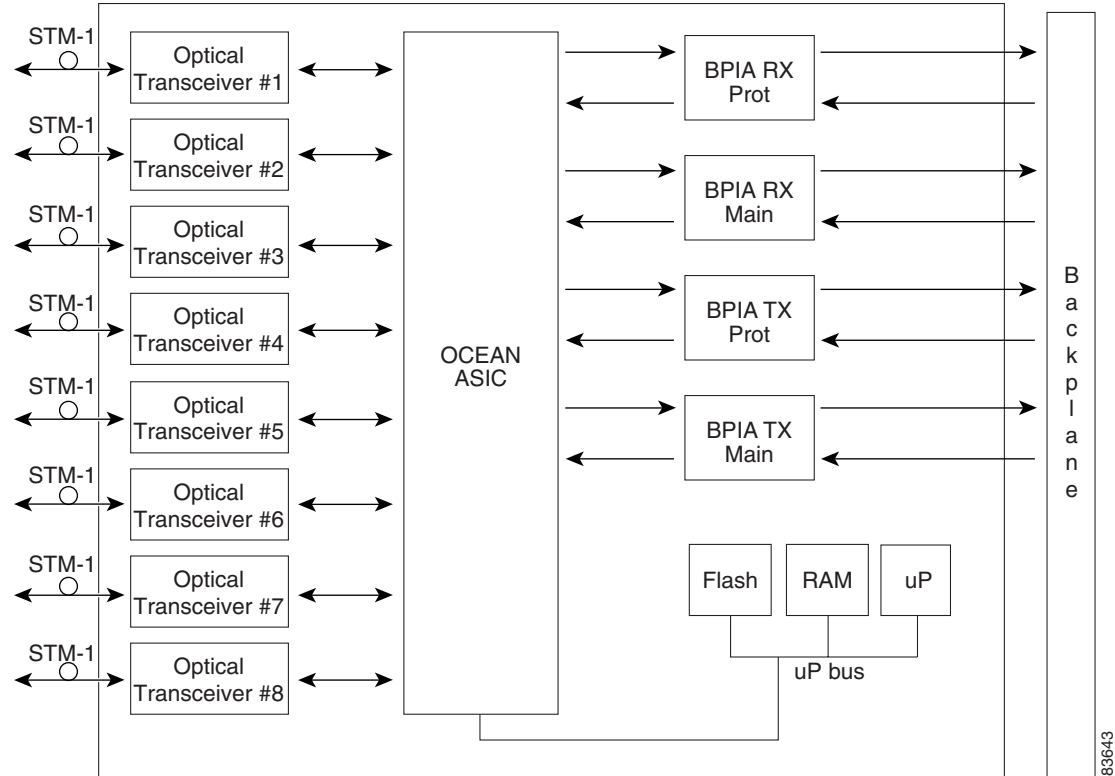 STM-1
Optical
Transceiver #1
STM-1
Optical
Transceiver #2
STM-1
Optical
Transceiver #3
STM-1
Optical
Transceiver #4
STM-1
Optical
Transceiver #5
STM-1
Optical
Transceiver #6
STM-1
Optical
Transceiver #7
STM-1
Optical
Transceiver #8
OCEAN
ASIC
BPIA RX
Prot
BPIA RX
Main
BPIA TX
Prot
BPIA TX
Main
Flash
RAM
uP
uP bus
Backplane
83643